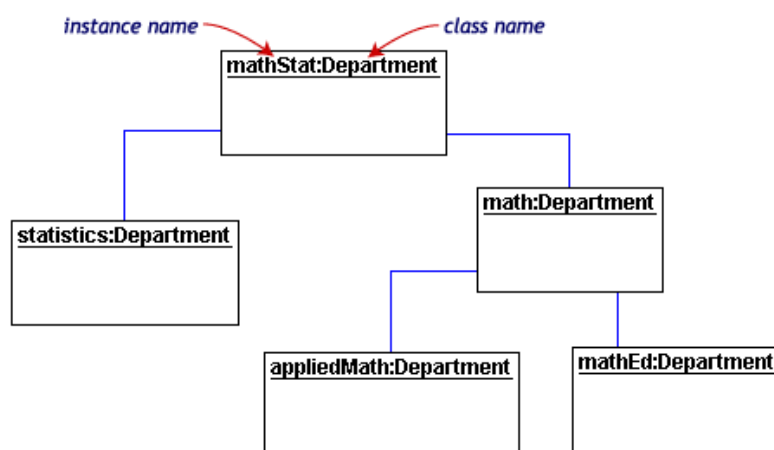 instance name
class name
mathStat:Department
math:Department
statistics:Department
appliedMath:Department
mathEd:Department